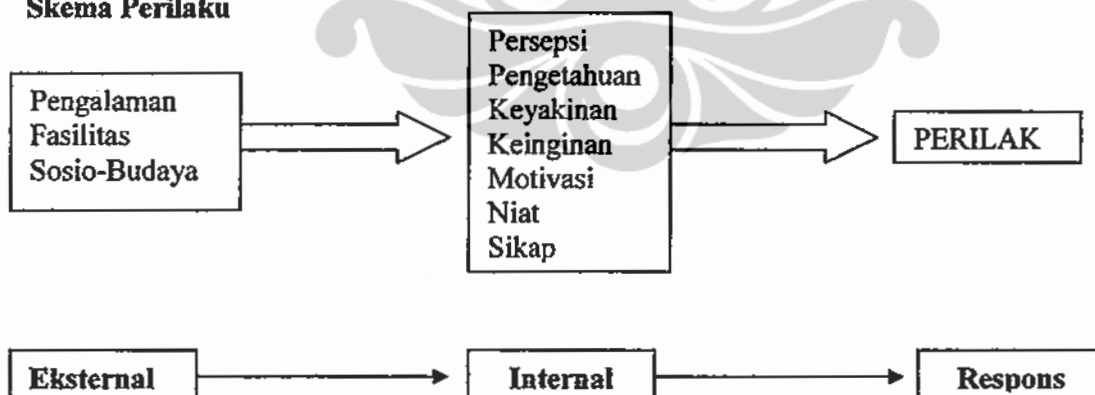 Skema Perilaku
Pengalaman
Fasilitas
Sosio-Budaya
Persepsi
Pengetahuan
Keyakinan
Keinginan
Motivasi
Niat
Sikap
PERILAK
Eksternal
Internal
Respons